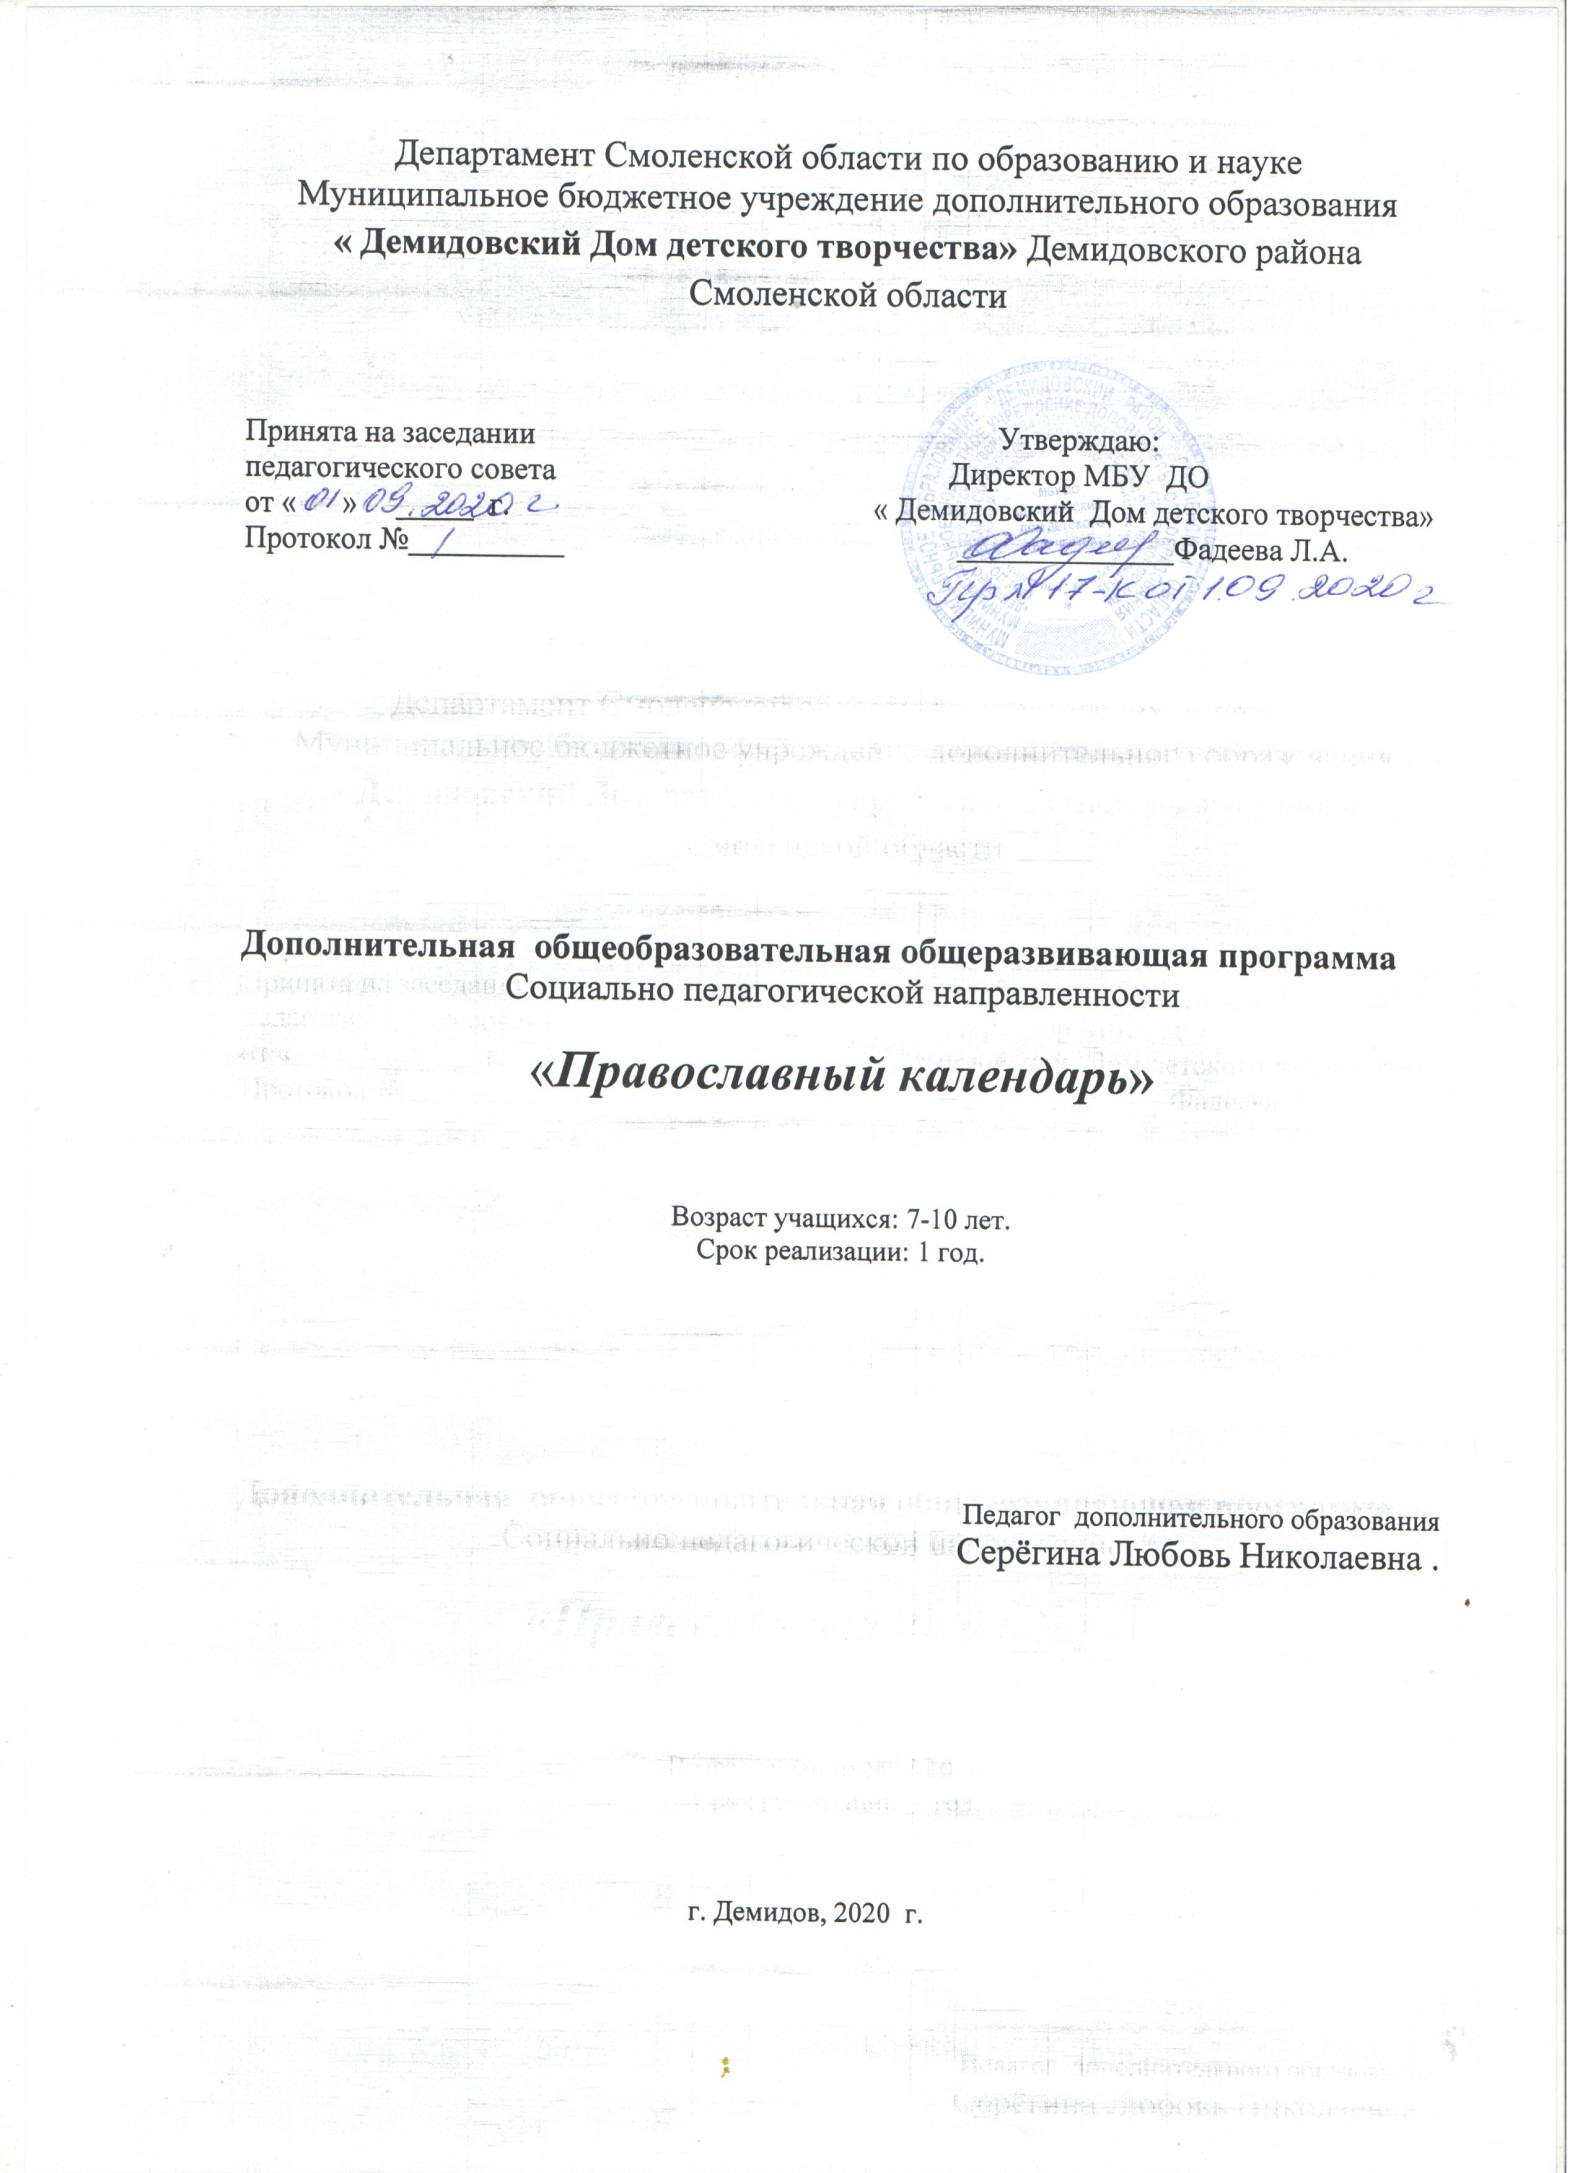 Департамент Смоленской области по образованию и науке
Муниципальное бюджетное учреждение дополнительного образования
« Демидовский Дом детского творчества» Демидовского района
Смоленской области
Принята на заседании
педагогического совета
от « 01 » 09.2020 г.
Протокол № 1
Утверждаю:
Директор МБУ ДО
« Демидовский Дом детского творчества»
Фадеева Л.А.
Пр №17-к от 1.09.2020 г
Дополнительная общеобразовательная общеразвивающая программа
Социально педагогической направленности
«Православный календарь»
Возраст учащихся: 7-10 лет.
Срок реализации: 1 год.
Педагог дополнительного образования
Серёгина Любовь Николаевна .
г. Демидов, 2020 г.